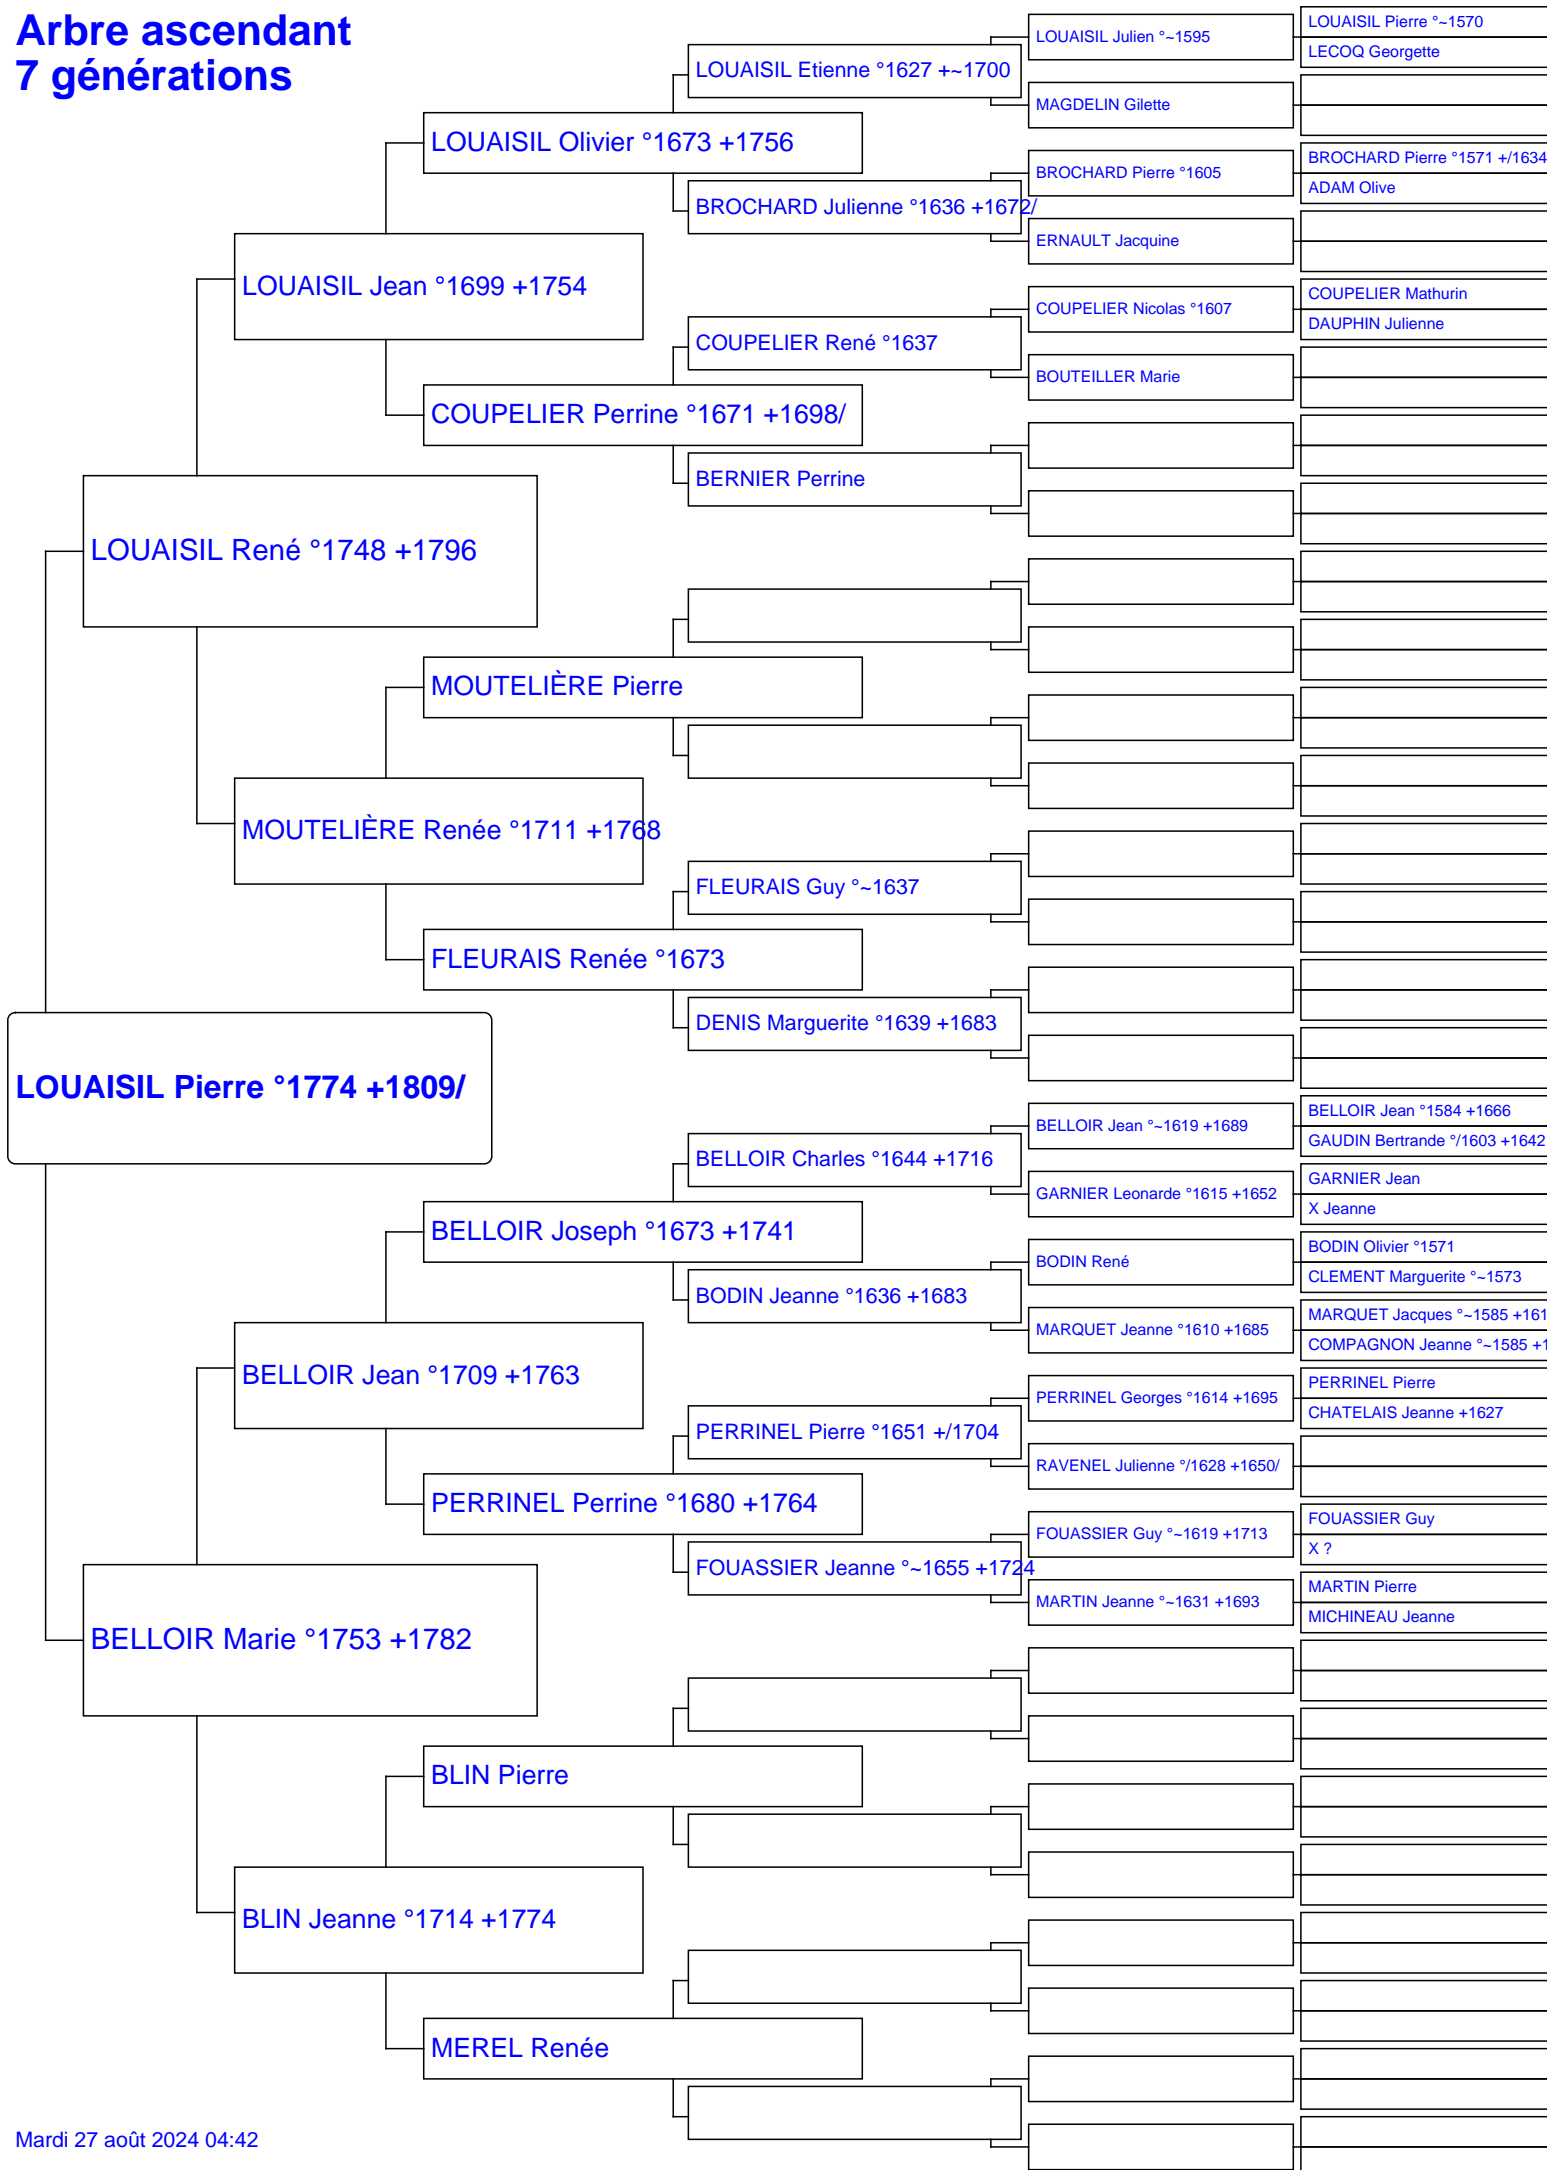 Arbre ascendant
7 générations
LOUAISIL Pierre °1774 +1809/
LOUAISIL René °1748 +1796
BELLOIR Marie °1753 +1782
LOUAISIL Jean °1699 +1754
MOUTELIÈRE Renée °1711 +1768
BELLOIR Jean °1709 +1763
BLIN Jeanne °1714 +1774
LOUAISIL Olivier °1673 +1756
COUPELIER Perrine °1671 +1698/
MOUTELIÈRE Pierre
FLEURAIS Renée °1673
BELLOIR Joseph °1673 +1741
PERRINEL Perrine °1680 +1764
BLIN Pierre
MEREL Renée
LOUAISIL Etienne °1627 +~1700
BROCHARD Julienne °1636 +1672/
COUPELIER René °1637
BERNIER Perrine
FLEURAIS Guy °~1637
DENIS Marguerite °1639 +1683
BELLOIR Charles °1644 +1716
BODIN Jeanne °1636 +1683
PERRINEL Pierre °1651 +/1704
FOUASSIER Jeanne °~1655 +1724
LOUAISIL Julien °~1595
MAGDELIN Gilette
BROCHARD Pierre °1605
ERNAULT Jacquine
COUPELIER Nicolas °1607
BOUTEILLER Marie
BELLOIR Jean °~1619 +1689
GARNIER Leonarde °1615 +1652
BODIN René
MARQUET Jeanne °1610 +1685
PERRINEL Georges °1614 +1695
RAVENEL Julienne °/1628 +1650/
FOUASSIER Guy °~1619 +1713
MARTIN Jeanne °~1631 +1693
LOUAISIL Pierre °~1570
LECOQ Georgette
BROCHARD Pierre °1571 +/1634
ADAM Olive
COUPELIER Mathurin
DAUPHIN Julienne
BELLOIR Jean °1584 +1666
GAUDIN Bertrande °/1603 +1642
GARNIER Jean
X Jeanne
BODIN Olivier °1571
CLEMENT Marguerite °~1573
MARQUET Jacques °~1585 +161
COMPAGNON Jeanne °~1585 +1
PERRINEL Pierre
CHATELAIS Jeanne +1627
FOUASSIER Guy
X ?
MARTIN Pierre
MICHINEAU Jeanne
Mardi 27 août 2024 04:42